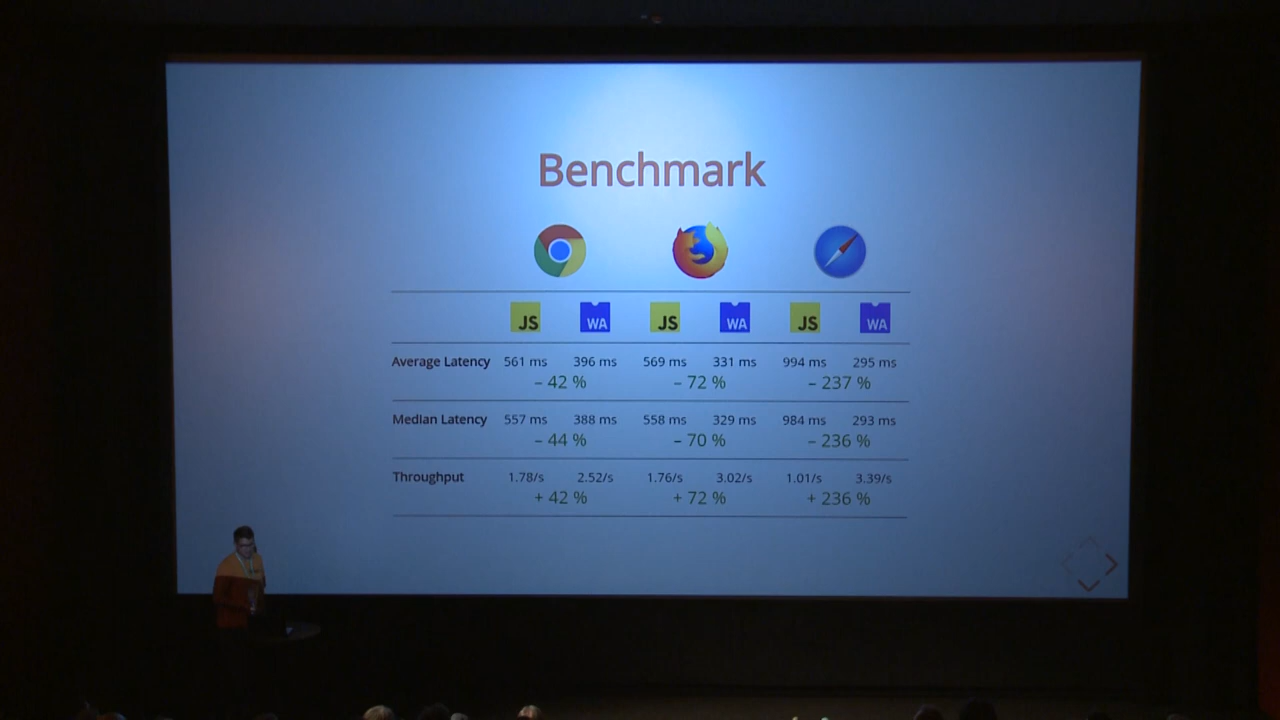 Benchmark
JS WA JS WA JS WA
Average Latency 561 ms 396 ms 569 ms 331 ms 994 ms 295 ms
– 42 % – 72 % – 237 %
Median Latency 557 ms 388 ms 558 ms 329 ms 984 ms 293 ms
– 44 % – 70 % – 236 %
Throughput 1.78/s 2.52/s 1.76/s 3.02/s 1.01/s 3.39/s
+ 42 % + 72 % + 236 %